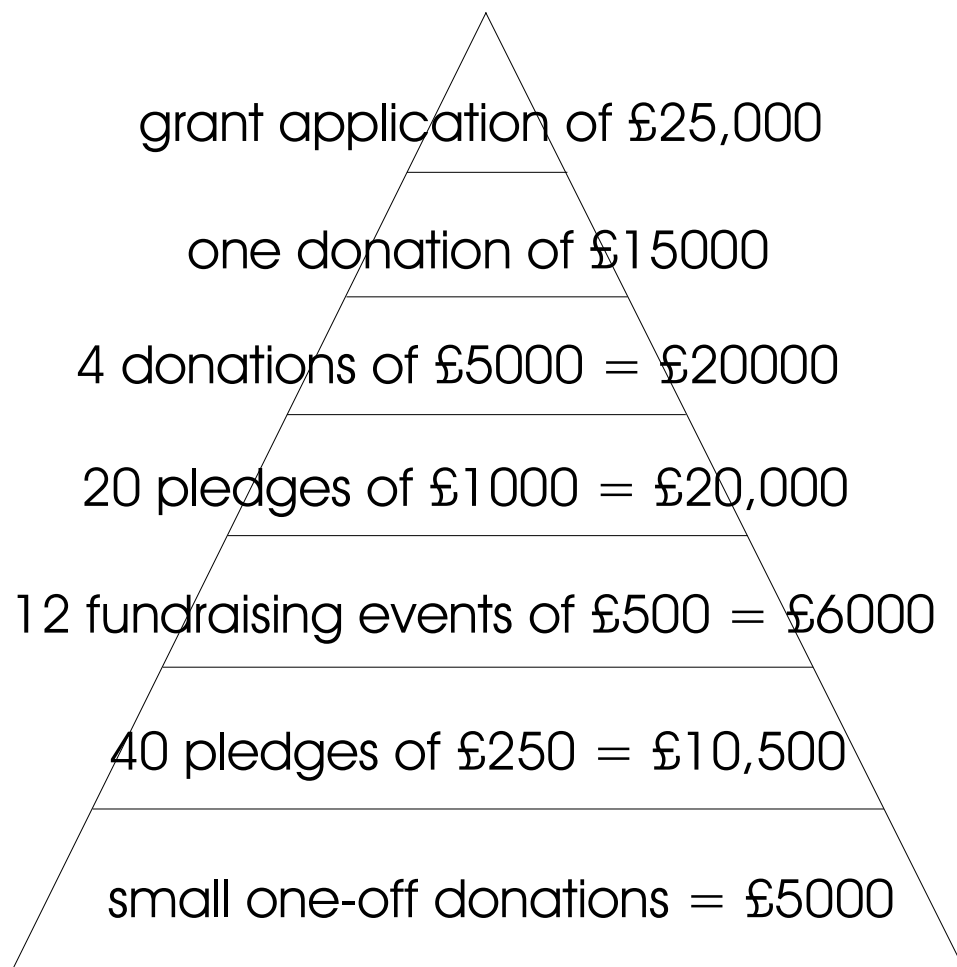 grant application of £25,000
one donation of £15000
4 donations of £5000 = £20000
20 pledges of £1000 = £20,000
12 fundraising events of £500 = £6000
40 pledges of £250 = £10,500
small one-off donations = £5000